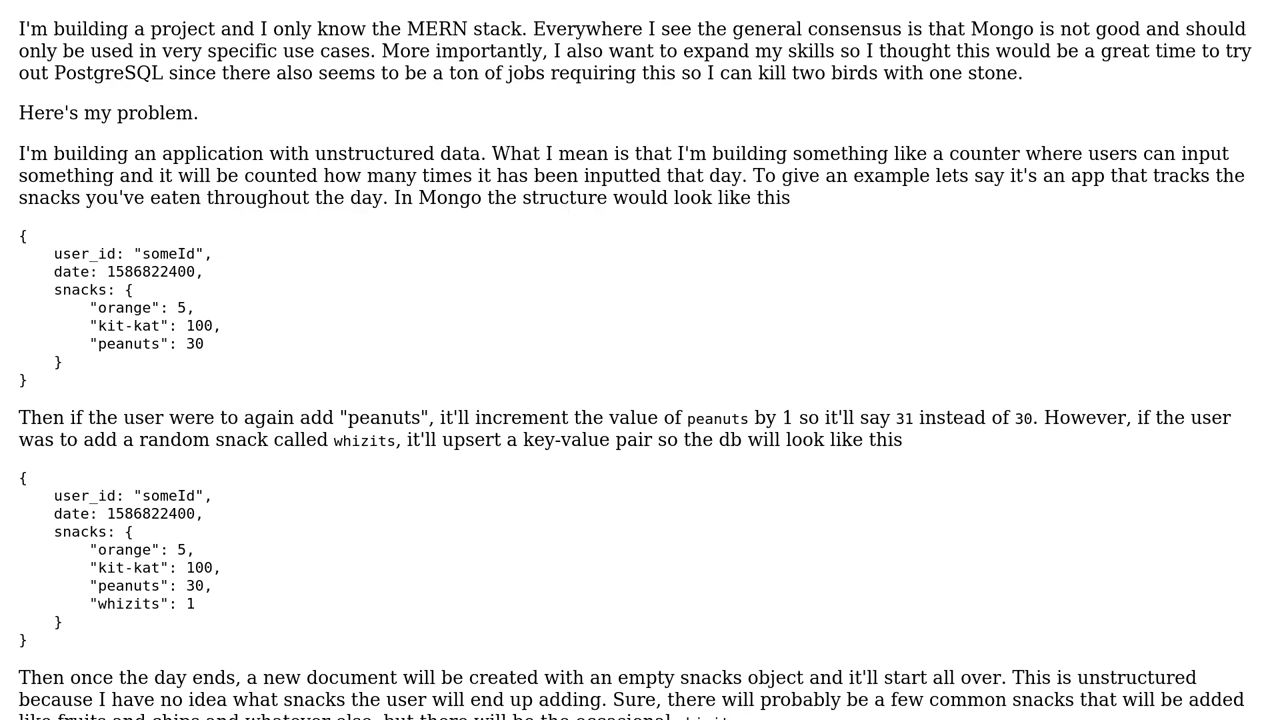 I'm building a project and I only know the MERN stack. Everywhere I see the general consensus is that Mongo is not good and should
only be used in very specific use cases. More importantly, I also want to expand my skills so I thought this would be a great time to try
out PostgreSQL since there also seems to be a ton of jobs requiring this so I can kill two birds with one stone.
Here's my problem.
I'm building an application with unstructured data. What I mean is that I'm building something like a counter where users can input
something and it will be counted how many times it has been inputted that day. To give an example lets say it's an app that tracks the
snacks you've eaten throughout the day. In Mongo the structure would look like this
{
    user_id: "someId",
    date: 1586822400,
    snacks: {
        "orange": 5,
        "kit-kat": 100,
        "peanuts": 30
    }
}
Then if the user were to again add "peanuts", it'll increment the value of peanuts by 1 so it'll say 31 instead of 30. However, if the user
was to add a random snack called whizits, it'll upsert a key-value pair so the db will look like this
{
    user_id: "someId",
    date: 1586822400,
    snacks: {
        "orange": 5,
        "kit-kat": 100,
        "peanuts": 30,
        "whizits": 1
    }
}
Then once the day ends, a new document will be created with an empty snacks object and it'll start all over. This is unstructured
because I have no idea what snacks the user will end up adding. Sure, there will probably be a few common snacks that will be added
like fruits and chips and whatever else, but there will be the occasional